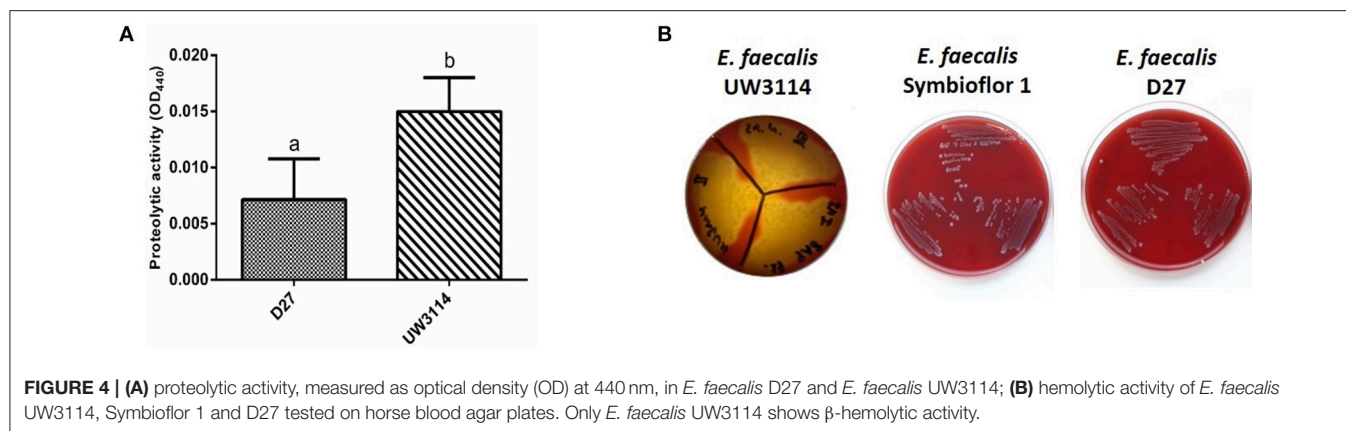 A
Proteolytic activity (OD440)
0.020
0.015
0.010
0.005
0.000
a
b
D27
UW3114
B
E. faecalis
UW3114
E. faecalis
Symbioflor 1
E. faecalis
D27
FIGURE 4 | (A) proteolytic activity, measured as optical density (OD) at 440 nm, in E. faecalis D27 and E. faecalis UW3114; (B) hemolytic activity of E. faecalis
UW3114, Symbioflor 1 and D27 tested on horse blood agar plates. Only E. faecalis UW3114 shows β-hemolytic activity.